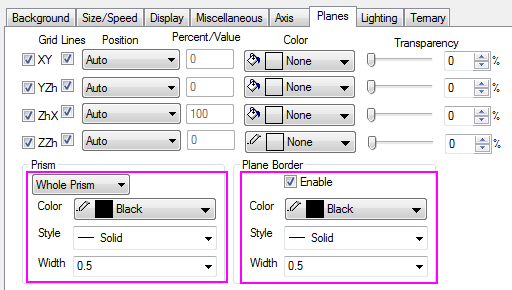 Background Size/Speed Display Miscellaneous Axis Planes Lighting Ternary
Grid Lines Position Percent/Value Color Transparency
XY Auto 0 None 0 %
YZh Auto 0 None 0 %
ZhX Auto 100 None 0 %
ZZh Auto 0 None 0 %
Prism Plane Border
Whole Prism Enable
Color Black Color Black
Style Solid Style Solid
Width 0.5 Width 0.5